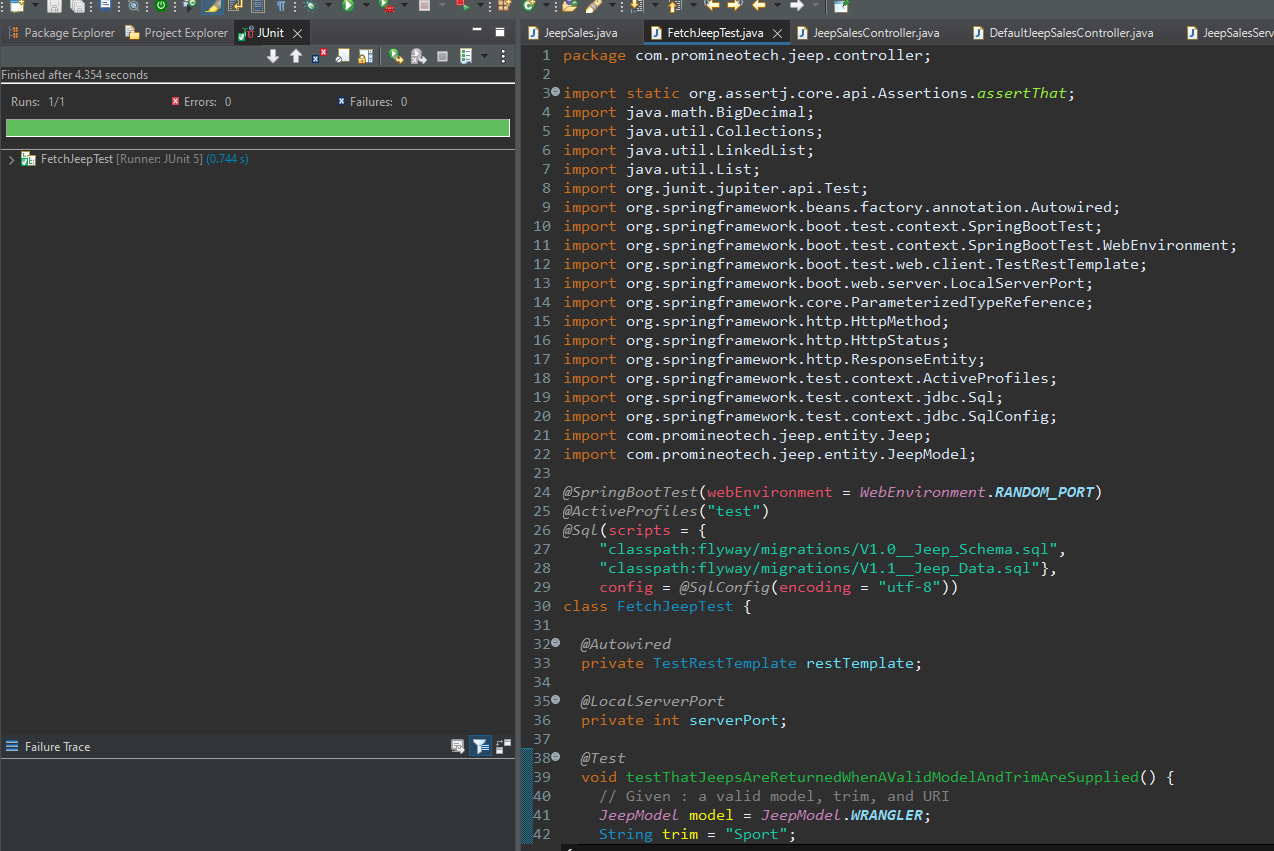 Package Explorer Project Explorer JUnit
Finished after 4.354 seconds
Runs: 1/1 Errors: 0 Failures: 0
FetchJeepTest [Runner: JUnit 5] (0.744 s)
Failure Trace
JeepSales.java FetchJeepTest.java JeepSalesController.java DefaultJeepSalesController.java JeepSalesServ
1 package com.promineotech.jeep.controller;
2
3 import static org.assertj.core.api.Assertions.assertThat;
4 import java.math.BigDecimal;
5 import java.util.Collections;
6 import java.util.LinkedList;
7 import java.util.List;
8 import org.junit.jupiter.api.Test;
9 import org.springframework.beans.factory.annotation.Autowired;
10 import org.springframework.boot.test.context.SpringBootTest;
11 import org.springframework.boot.test.context.SpringBootTest.WebEnvironment;
12 import org.springframework.boot.test.web.client.TestRestTemplate;
13 import org.springframework.boot.web.server.LocalServerPort;
14 import org.springframework.core.ParameterizedTypeReference;
15 import org.springframework.http.HttpMethod;
16 import org.springframework.http.HttpStatus;
17 import org.springframework.http.ResponseEntity;
18 import org.springframework.test.context.ActiveProfiles;
19 import org.springframework.test.context.jdbc.Sql;
20 import org.springframework.test.context.jdbc.SqlConfig;
21 import com.promineotech.jeep.entity.Jeep;
22 import com.promineotech.jeep.entity.JeepModel;
23
24 @SpringBootTest(webEnvironment = WebEnvironment.RANDOM_PORT)
25 @ActiveProfiles("test")
26 @Sql(scripts = {
27 "classpath:flyway/migrations/V1.0__Jeep_Schema.sql",
28 "classpath:flyway/migrations/V1.1__Jeep_Data.sql"},
29 config = @SqlConfig(encoding = "utf-8"))
30 class FetchJeepTest {
31
32 @Autowired
33 private TestRestTemplate restTemplate;
34
35 @LocalServerPort
36 private int serverPort;
37
38 @Test
39 void testThatJeepsAreReturnedWhenAValidModelAndTrimAreSupplied() {
40 // Given : a valid model, trim, and URI
41 JeepModel model = JeepModel.WRANGLER;
42 String trim = "Sport";